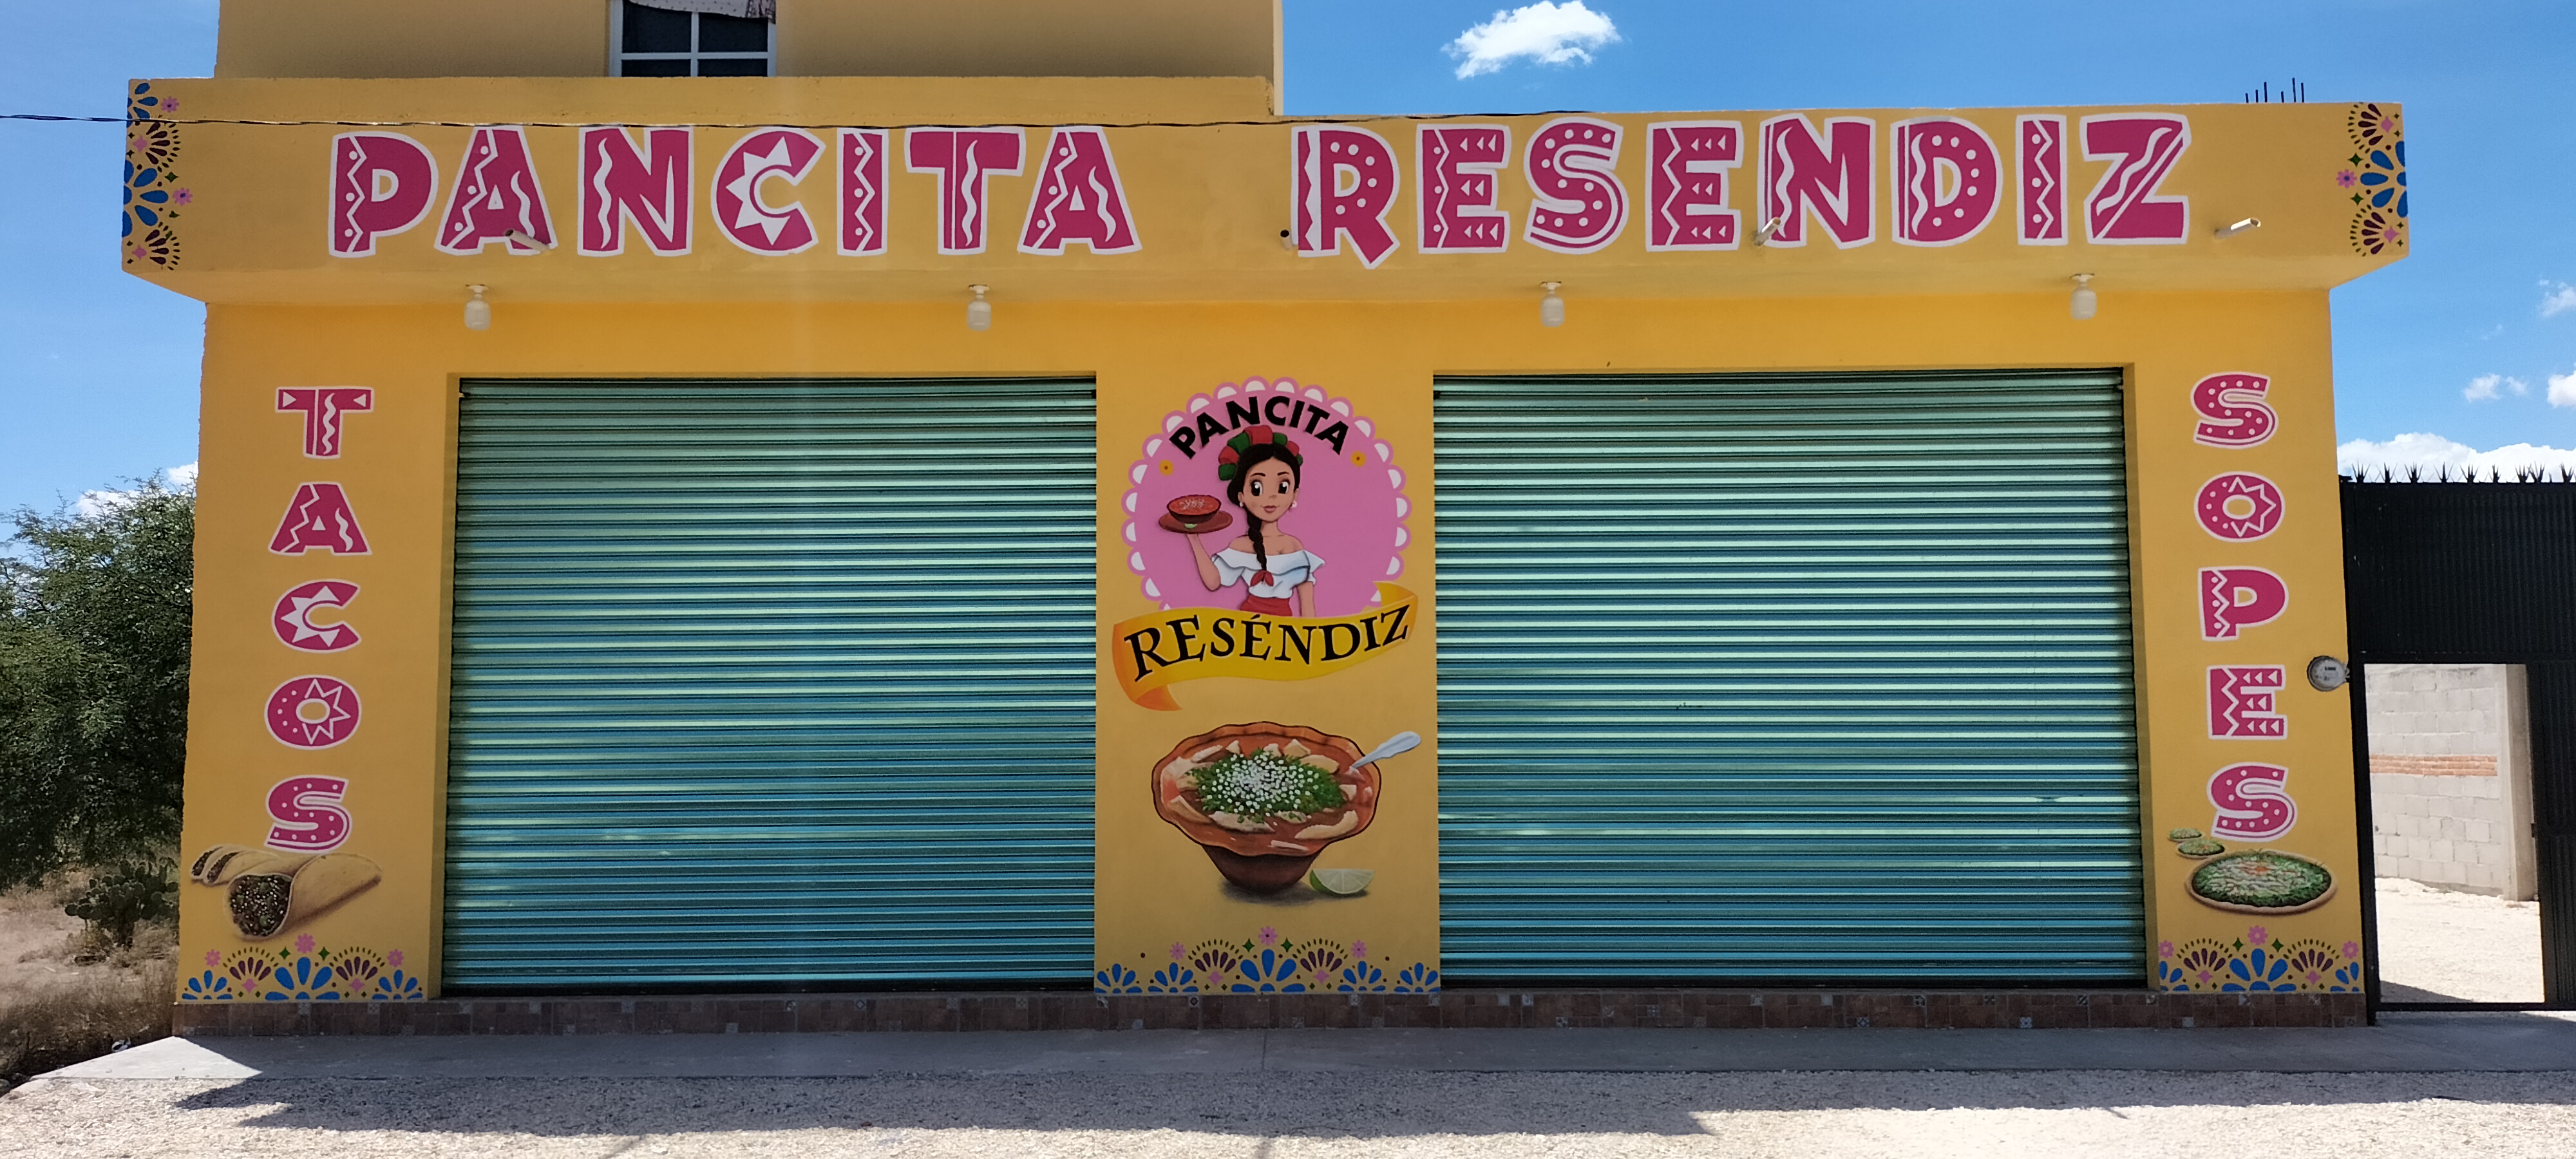 PANCITA RESENDIZ
TACOS
PANCITA
RESÉNDIZ
SOPES